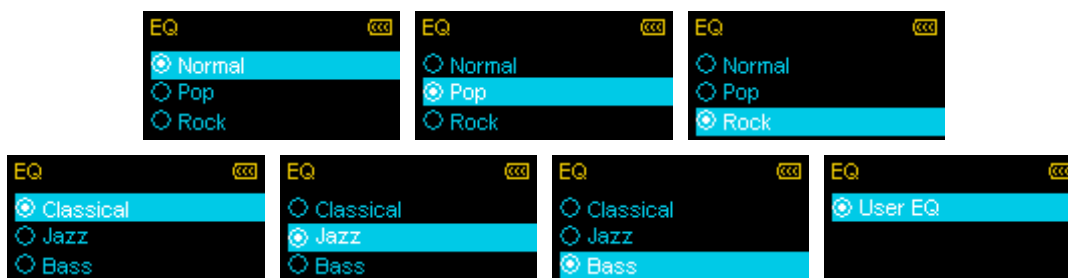 EQ
Normal
Pop
Rock
EQ
Normal
Pop
Rock
EQ
Normal
Pop
Rock
EQ
Classical
Jazz
Bass
EQ
Classical
Jazz
Bass
EQ
Classical
Jazz
Bass
EQ
User EQ